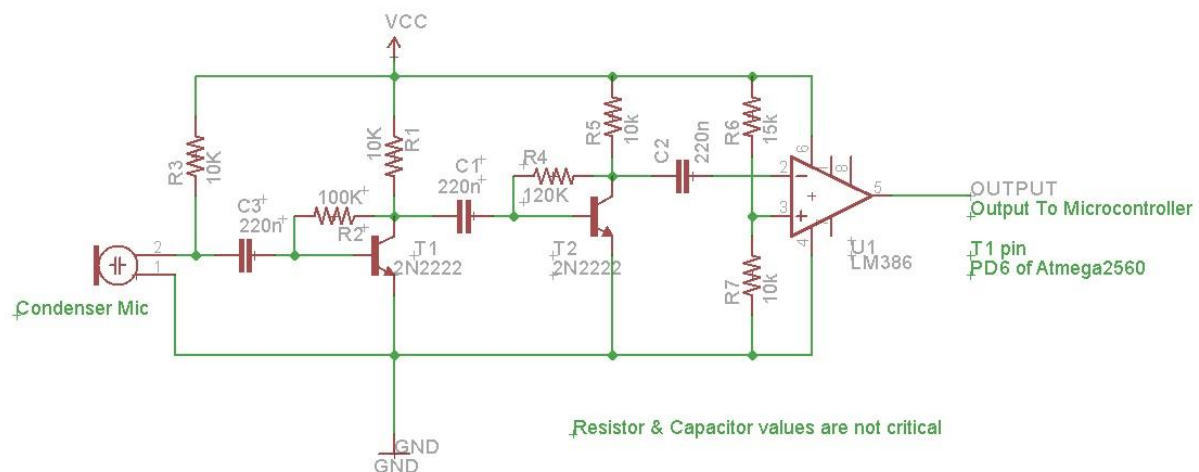 VCC
R3
10K
C3
220n
100K
R2
10K
R1
T1
2N2222
C1
220n
R4
120K
R5
10k
T2
2N2222
C2
220n
R6
15k
R7
10k
6
1
8
2
3
4
5
U1
LM386
OUTPUT
Output To Microcontroller
T1 pin
PD6 of Atmega2560
2
1
Condenser Mic
Resistor & Capacitor values are not critical
GND
GND